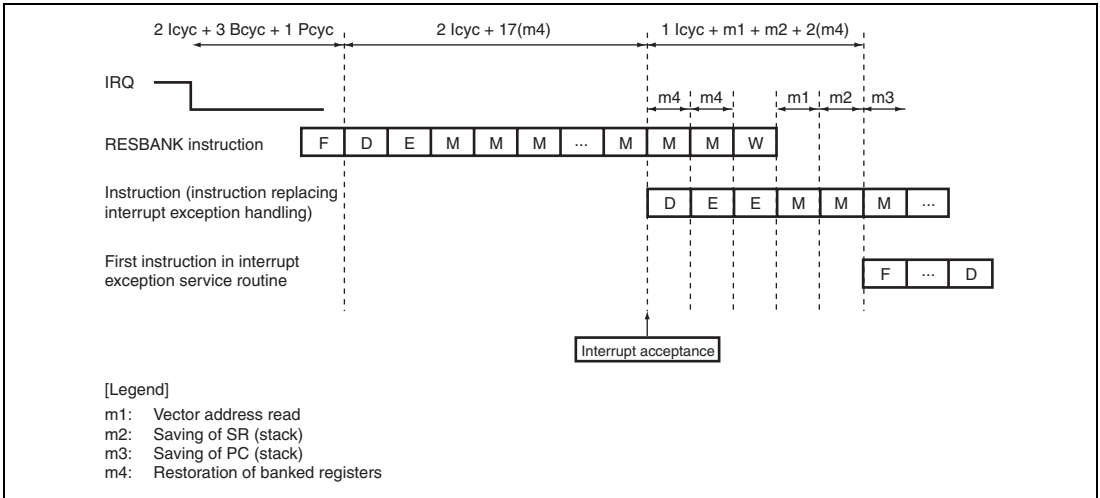 2 Icyc + 3 Bcyc + 1 Pcyc 2 Icyc + 17(m4) 1 Icyc + m1 + m2 + 2(m4)
IRQ
m4 m4 m1 m2 m3
RESBANK instruction F D E M M M ... M M M W
Instruction (instruction replacing
interrupt exception handling) D E E M M M ...
First instruction in interrupt
exception service routine F ... D
Interrupt acceptance
[Legend]
m1: Vector address read
m2: Saving of SR (stack)
m3: Saving of PC (stack)
m4: Restoration of banked registers